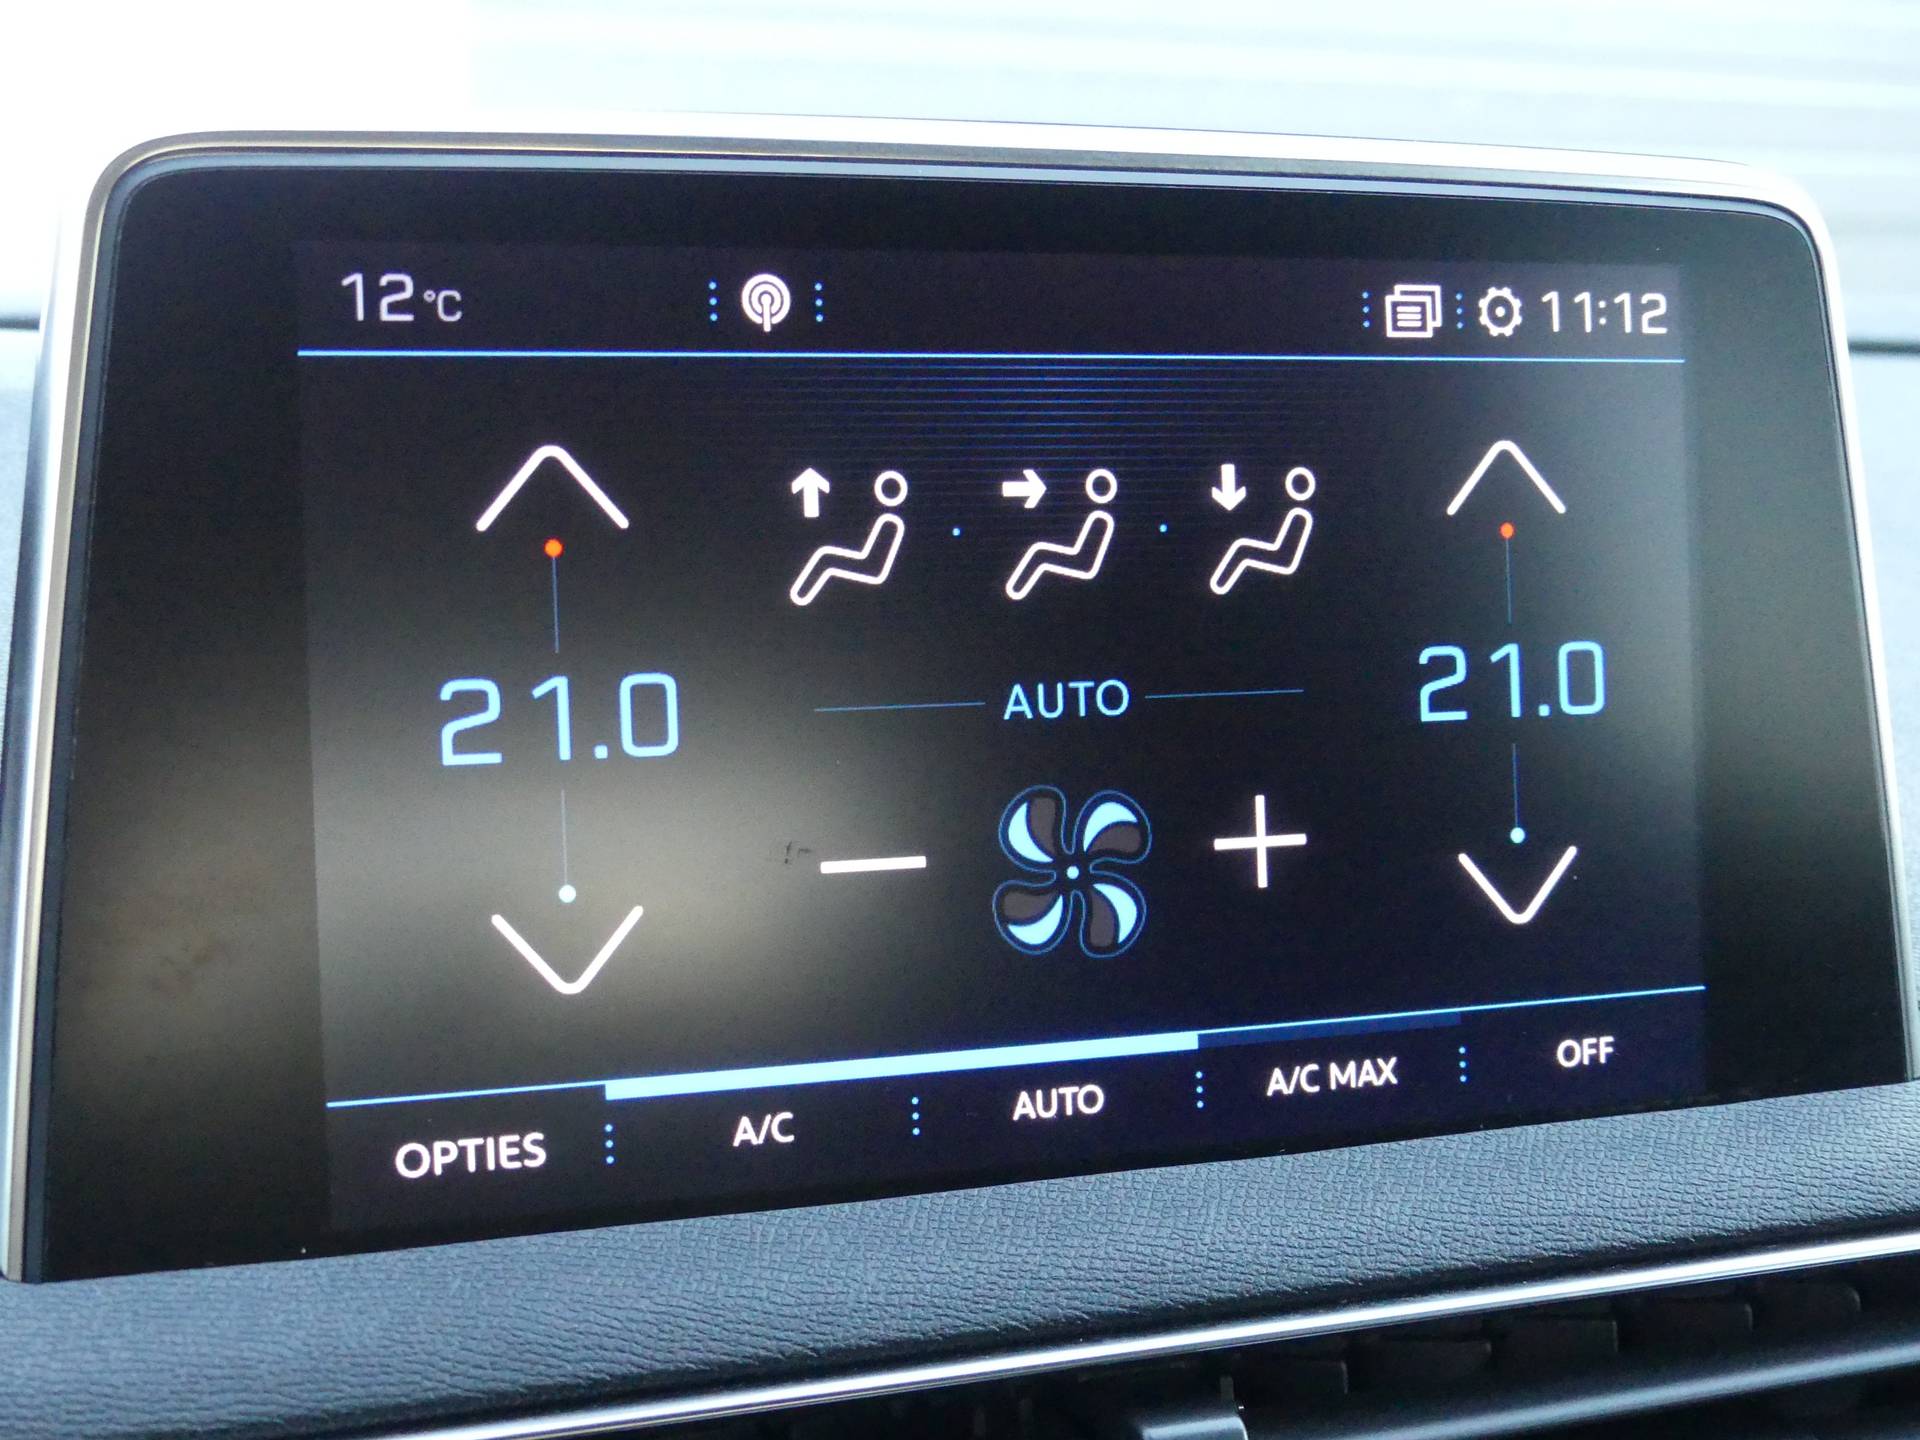 12 °C 11:12
21.0 AUTO 21.0
OPTIES A/C AUTO A/C MAX OFF